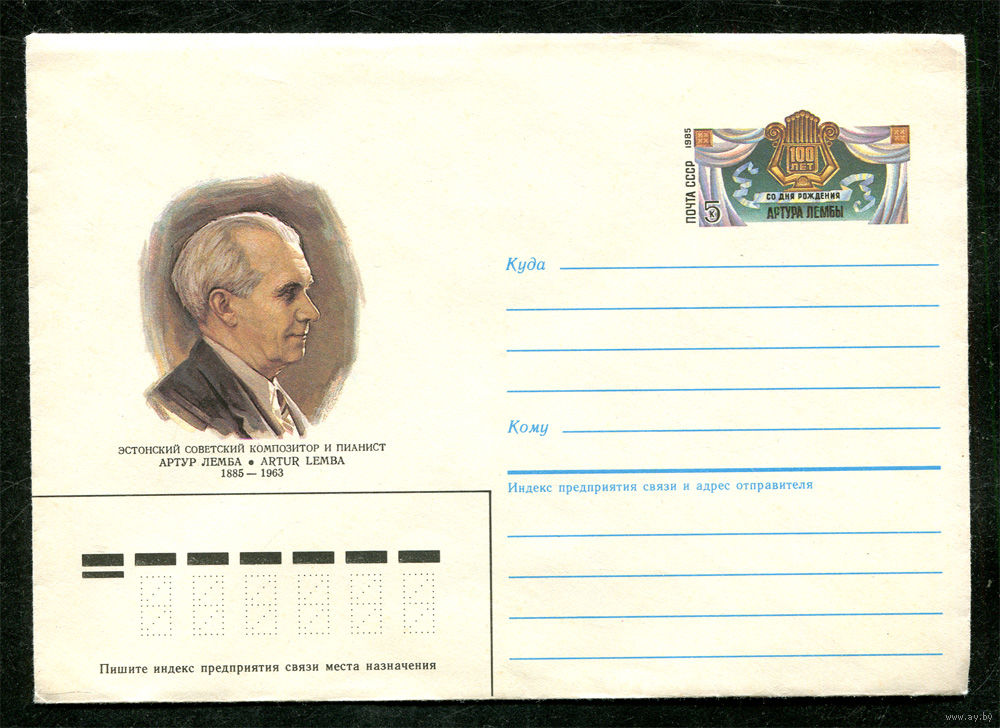 ПОЧТА СССР 1985
100
ЛЕТ
СО ДНЯ РОЖДЕНИЯ
АРТУРА ЛЕМБЫ
5 К
Куда
Кому
Индекс предприятия связи и адрес отправителя
ЭСТОНСКИЙ СОВЕТСКИЙ КОМПОЗИТОР И ПИАНИСТ
АРТУР ЛЕМБА ● ARTUR LEMBA
1885 — 1963
Пишите индекс предприятия связи места назначения
www.ay.by